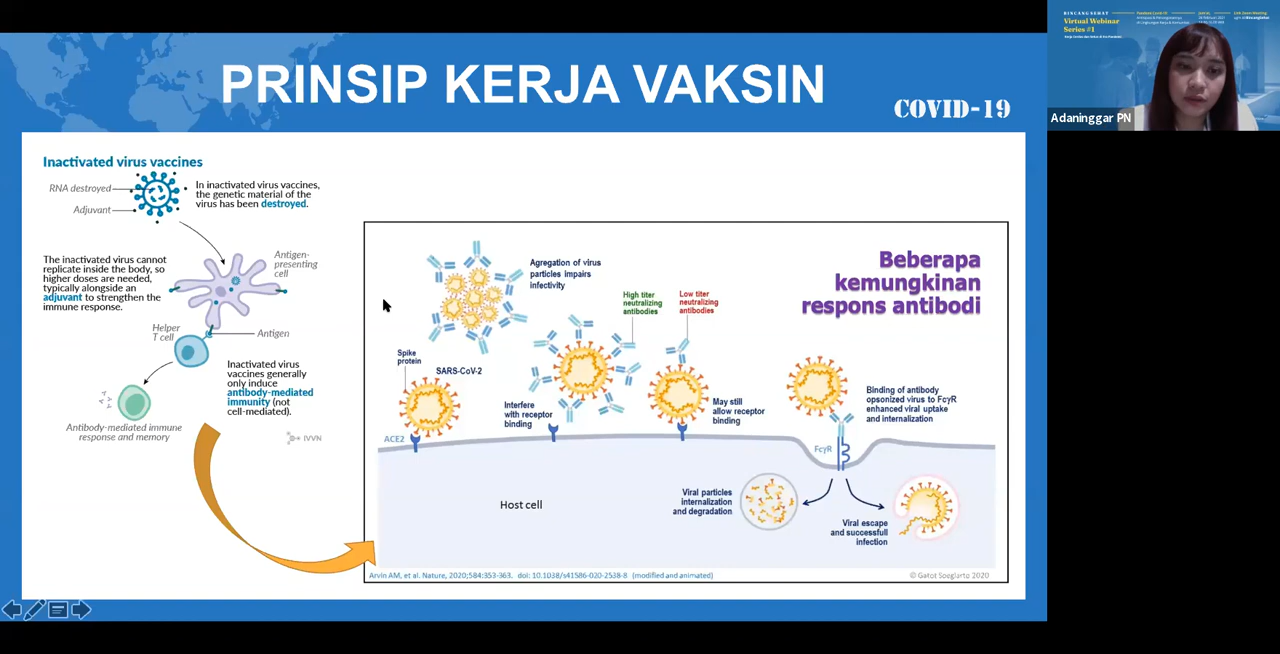 PRINSIP KERJA VAKSIN
COVID-19
Inactivated virus vaccines
RNA destroyed
Adjuvant
In inactivated virus vaccines,
the genetic material of the
virus has been destroyed.
The inactivated virus cannot
replicate inside the body, so
higher doses are needed,
typically alongside an
adjuvant to strengthen the
immune response.
Antigen-
presenting
cell
Helper
T cell
Antigen
Inactivated virus
vaccines generally
only induce
antibody-mediated
immunity (not
cell-mediated).
Antibody-mediated immune
response and memory
IVVN
Beberapa
kemungkinan
respons antibodi
Agregation of virus
particles impairs
infectivity
High titer
neutralizing
antibodies
Low titer
neutralizing
antibodies
Spike
protein
SARS-CoV-2
Interfere
with receptor
binding
May still
allow receptor
binding
Binding of antibody
opsonized virus to FcγR
enhanced viral uptake
and internalization
ACE2
FcγR
Host cell
Viral particles
internalization
and degradation
Viral escape
and successfull
infection
Arvin AM, et al. Nature, 2020;584:353-363. doi: 10.1038/s41586-020-2538-8 (modified and animated)
© Gatot Soegiarto 2020
BINCANGSEHAT
Virtual Webinar
Series #1
Adaninggar PN